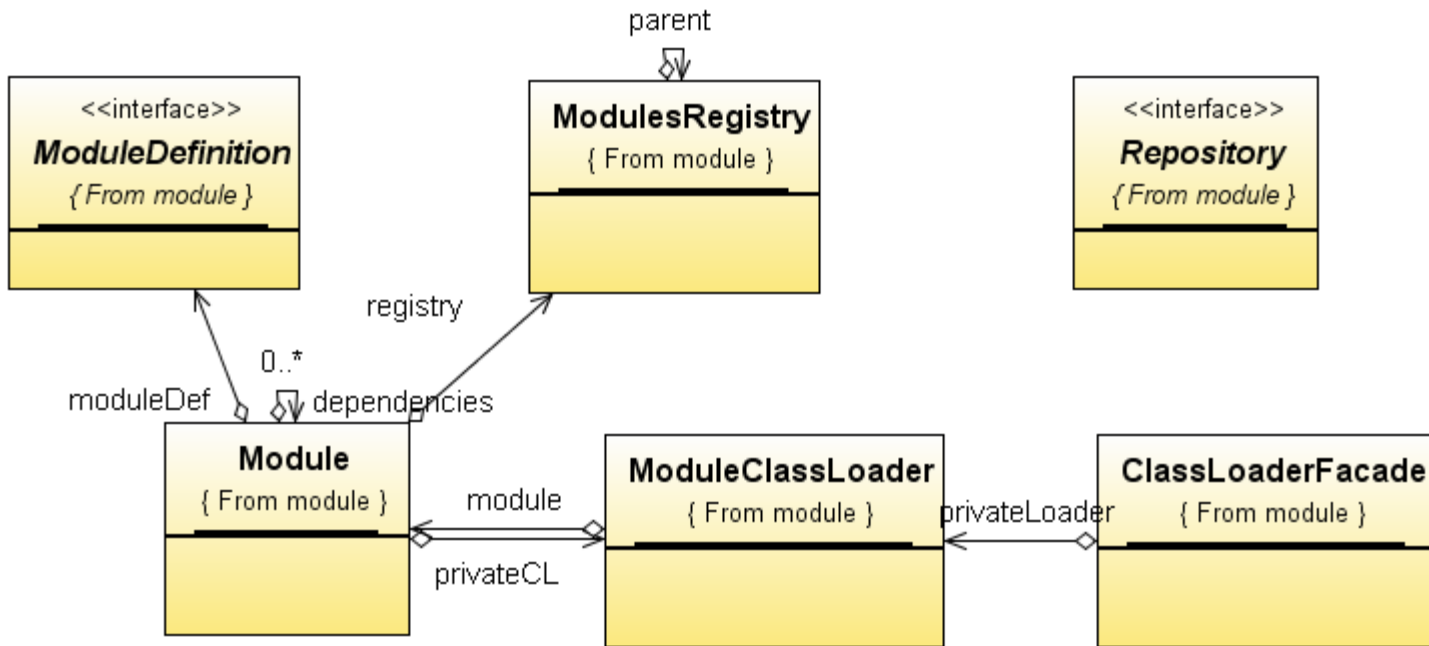 parent
<<interface>>
ModuleDefinition
{ From module }
ModulesRegistry
{ From module }
<<interface>>
Repository
{ From module }
registry
0..*
moduleDef
dependencies
Module
{ From module }
module
privateCL
ModuleClassLoader
{ From module }
privateLoader
ClassLoaderFacade
{ From module }